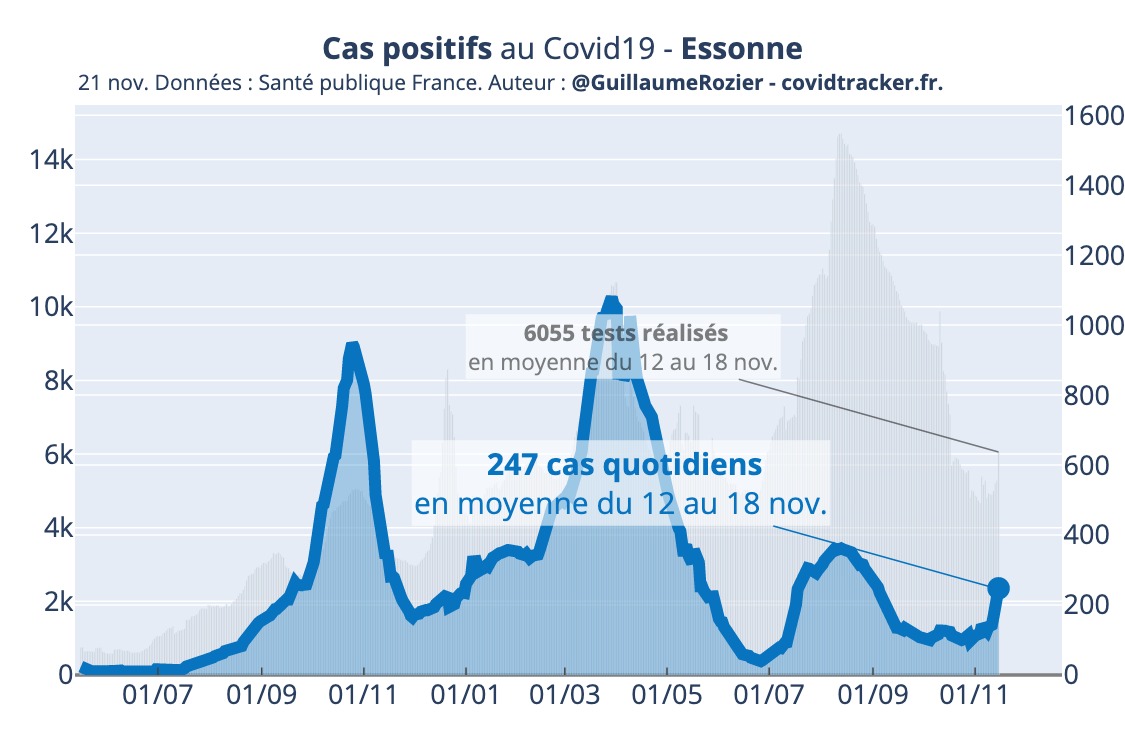 Cas positifs au Covid19 - Essonne
21 nov. Données : Santé publique France. Auteur : @GuillaumeRozier - covidtracker.fr.
1600
14k
1400
12k
1200
10k
1000
6055 tests réalisés
en moyenne du 12 au 18 nov.
8k
800
6k
600
247 cas quotidiens
en moyenne du 12 au 18 nov.
4k
400
2k
200
0
0
01/07 01/09 01/11 01/01 01/03 01/05 01/07 01/09 01/11